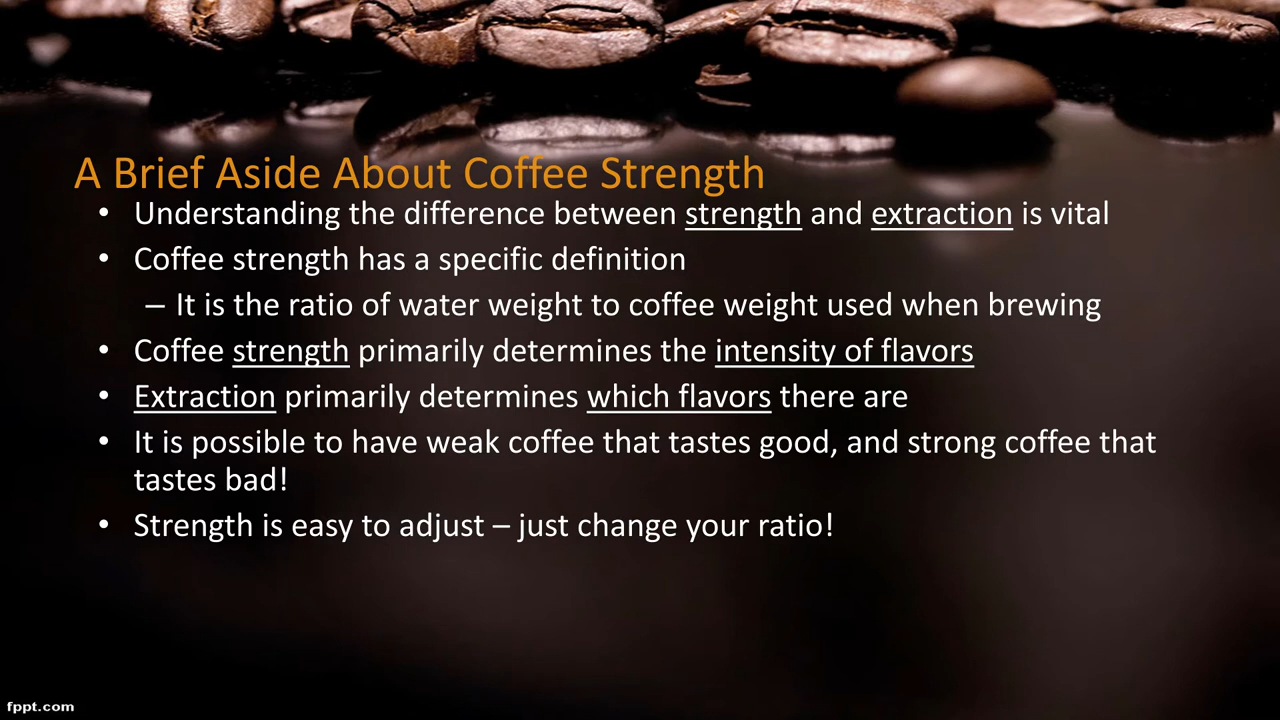 A Brief Aside About Coffee Strength
• Understanding the difference between strength and extraction is vital
• Coffee strength has a specific definition
– It is the ratio of water weight to coffee weight used when brewing
• Coffee strength primarily determines the intensity of flavors
• Extraction primarily determines which flavors there are
• It is possible to have weak coffee that tastes good, and strong coffee that
tastes bad!
• Strength is easy to adjust – just change your ratio!
fppt.com